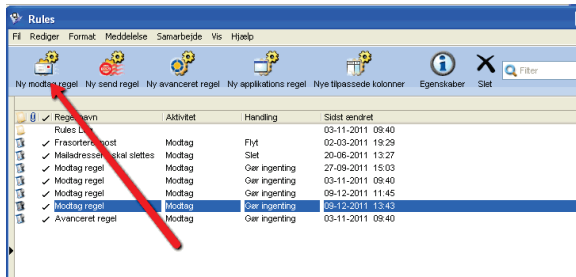 Rules
Fil Rediger Format Meddelelse Samarbejde Vis Hjælp
Ny modtag regel Ny send regel Ny avanceret regel Ny applikations regel Nye tilpassede kolonner Egenskaber Slet Filter
Regelnavn Aktivitet Handling Sidst ændret
Rules 03-11-2011 09:40
Frasortere post Modtag Flyt 02-03-2011 19:29
Mailadresser skal slettes Modtag Slet 20-06-2011 13:27
Modtag regel Modtag Gør ingenting 27-09-2011 15:03
Modtag regel Modtag Gør ingenting 03-11-2011 09:40
Modtag regel Modtag Gør ingenting 09-12-2011 11:45
Modtag regel Modtag Gør ingenting 09-12-2011 13:43
Avanceret regel Modtag Gør ingenting 03-11-2011 09:40